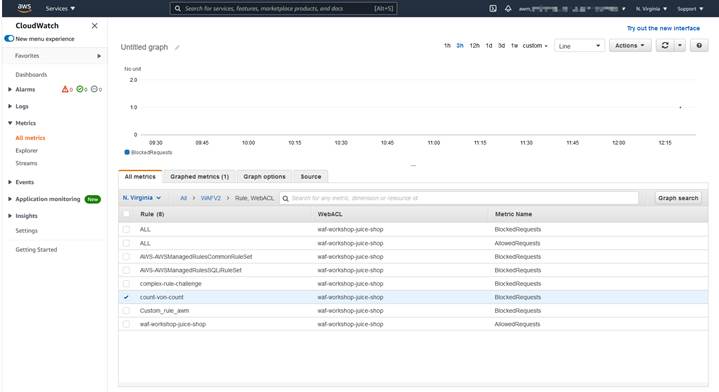 aws Services Search for services, features, marketplace products, and docs [Alt+S] N. Virginia Support
CloudWatch
New menu experience
Favorites
Dashboards
Alarms 0 0 0
Logs
Metrics
All metrics
Explorer
Streams
Events
Application monitoring New
Insights
Settings
Getting Started
Try out the new interface
Untitled graph 1h 3h 12h 1d 3d 1w custom Line Actions
No unit
2.0
1.0
0
09:30 09:45 10:00 10:15 10:30 10:45 11:00 11:15 11:30 11:45 12:00 12:15
BlockedRequests
All metrics Graphed metrics (1) Graph options Source
N. Virginia All > WAFV2 > Rule, WebACL Search for any metric, dimension or resource id Graph search
Rule (8) WebACL Metric Name
ALL waf-workshop-juice-shop BlockedRequests
ALL waf-workshop-juice-shop AllowedRequests
AWS-AWSManagedRulesCommonRuleSet waf-workshop-juice-shop BlockedRequests
AWS-AWSManagedRulesSQLiRuleSet waf-workshop-juice-shop BlockedRequests
complex-rule-challenge waf-workshop-juice-shop BlockedRequests
count-von-count waf-workshop-juice-shop BlockedRequests
Custom_rule_awm waf-workshop-juice-shop BlockedRequests
waf-workshop-juice-shop waf-workshop-juice-shop AllowedRequests